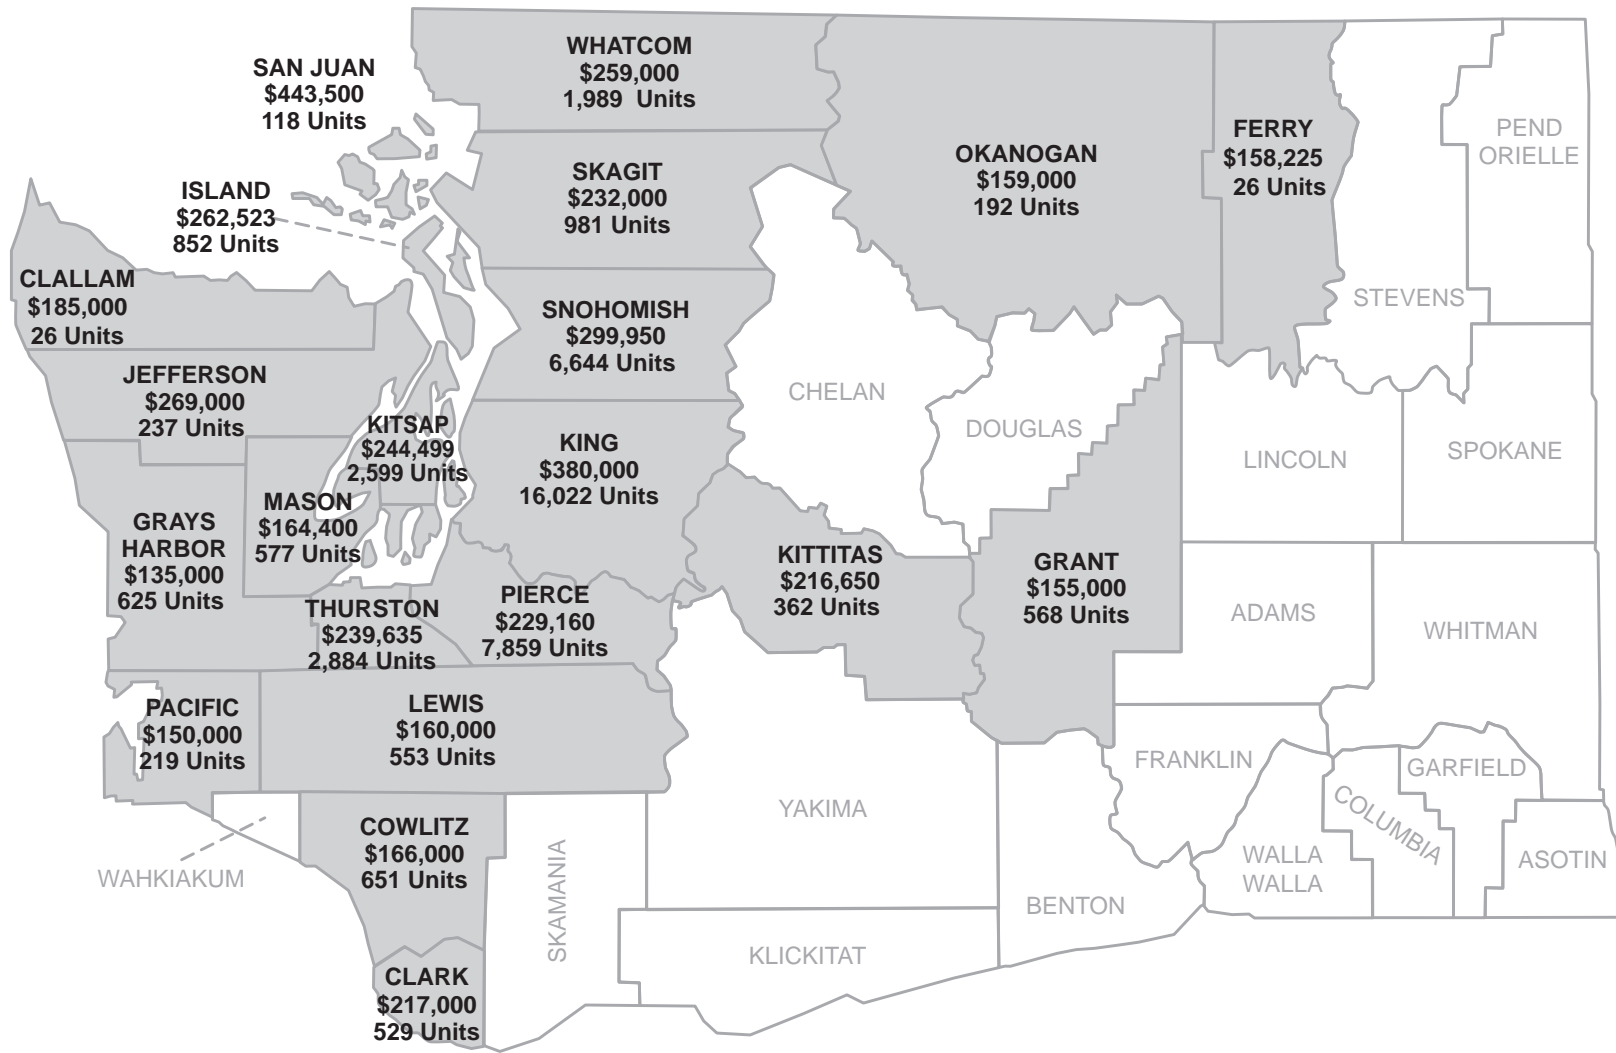 WHATCOM
$259,000
1,989 Units
SAN JUAN
$443,500
118 Units
SKAGIT
$232,000
981 Units
ISLAND
$262,523
852 Units
OKANOGAN
$159,000
192 Units
FERRY
$158,225
26 Units
PEND
ORIELLE
STEVENS
CLALLAM
$185,000
26 Units
SNOHOMISH
$299,950
6,644 Units
JEFFERSON
$269,000
237 Units
KITSAP
$244,499
2,599 Units
KING
$380,000
16,022 Units
CHELAN
DOUGLAS
LINCOLN
SPOKANE
MASON
$164,400
577 Units
GRAYS
HARBOR
$135,000
625 Units
KITTITAS
$216,650
362 Units
GRANT
$155,000
568 Units
ADAMS
WHITMAN
THURSTON
$239,635
2,884 Units
PIERCE
$229,160
7,859 Units
PACIFIC
$150,000
219 Units
LEWIS
$160,000
553 Units
YAKIMA
FRANKLIN
GARFIELD
COLUMBIA
WALLA
WALLA
ASOTIN
WAHKIAKUM
COWLITZ
$166,000
651 Units
SKAMANIA
BENTON
KLICKITAT
CLARK
$217,000
529 Units